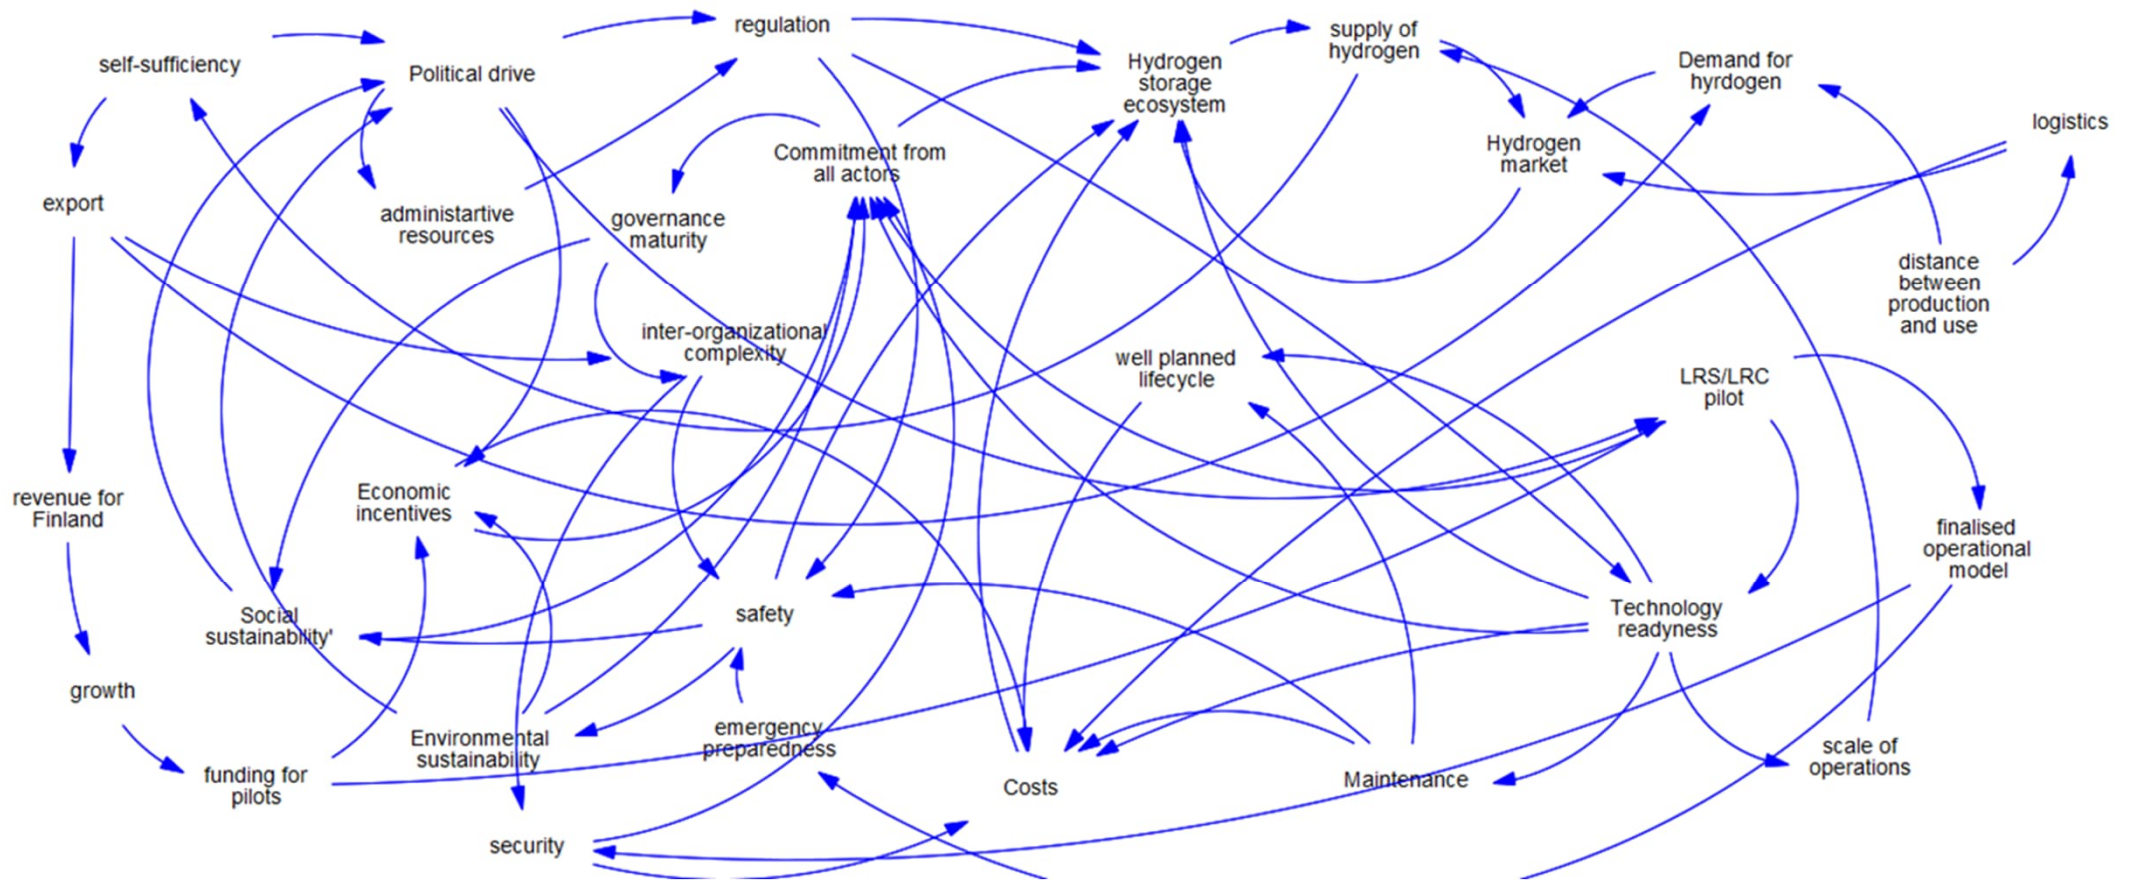 regulation
supply of
hydrogen
self-sufficiency
Political drive
Hydrogen
storage
ecosystem
Demand for
hyrdogen
logistics
Commitment from
all actors
Hydrogen
market
export
administartive
resources
governance
maturity
distance
between
production
and use
inter-organizational
complexity
well planned
lifecycle
LRS/LRC
pilot
revenue for
Finland
Economic
incentives
finalised
operational
model
Social
sustainability'
safety
Technology
readyness
growth
Environmental
sustainability
emergency
preparedness
funding for
pilots
Costs
Maintenance
scale of
operations
security